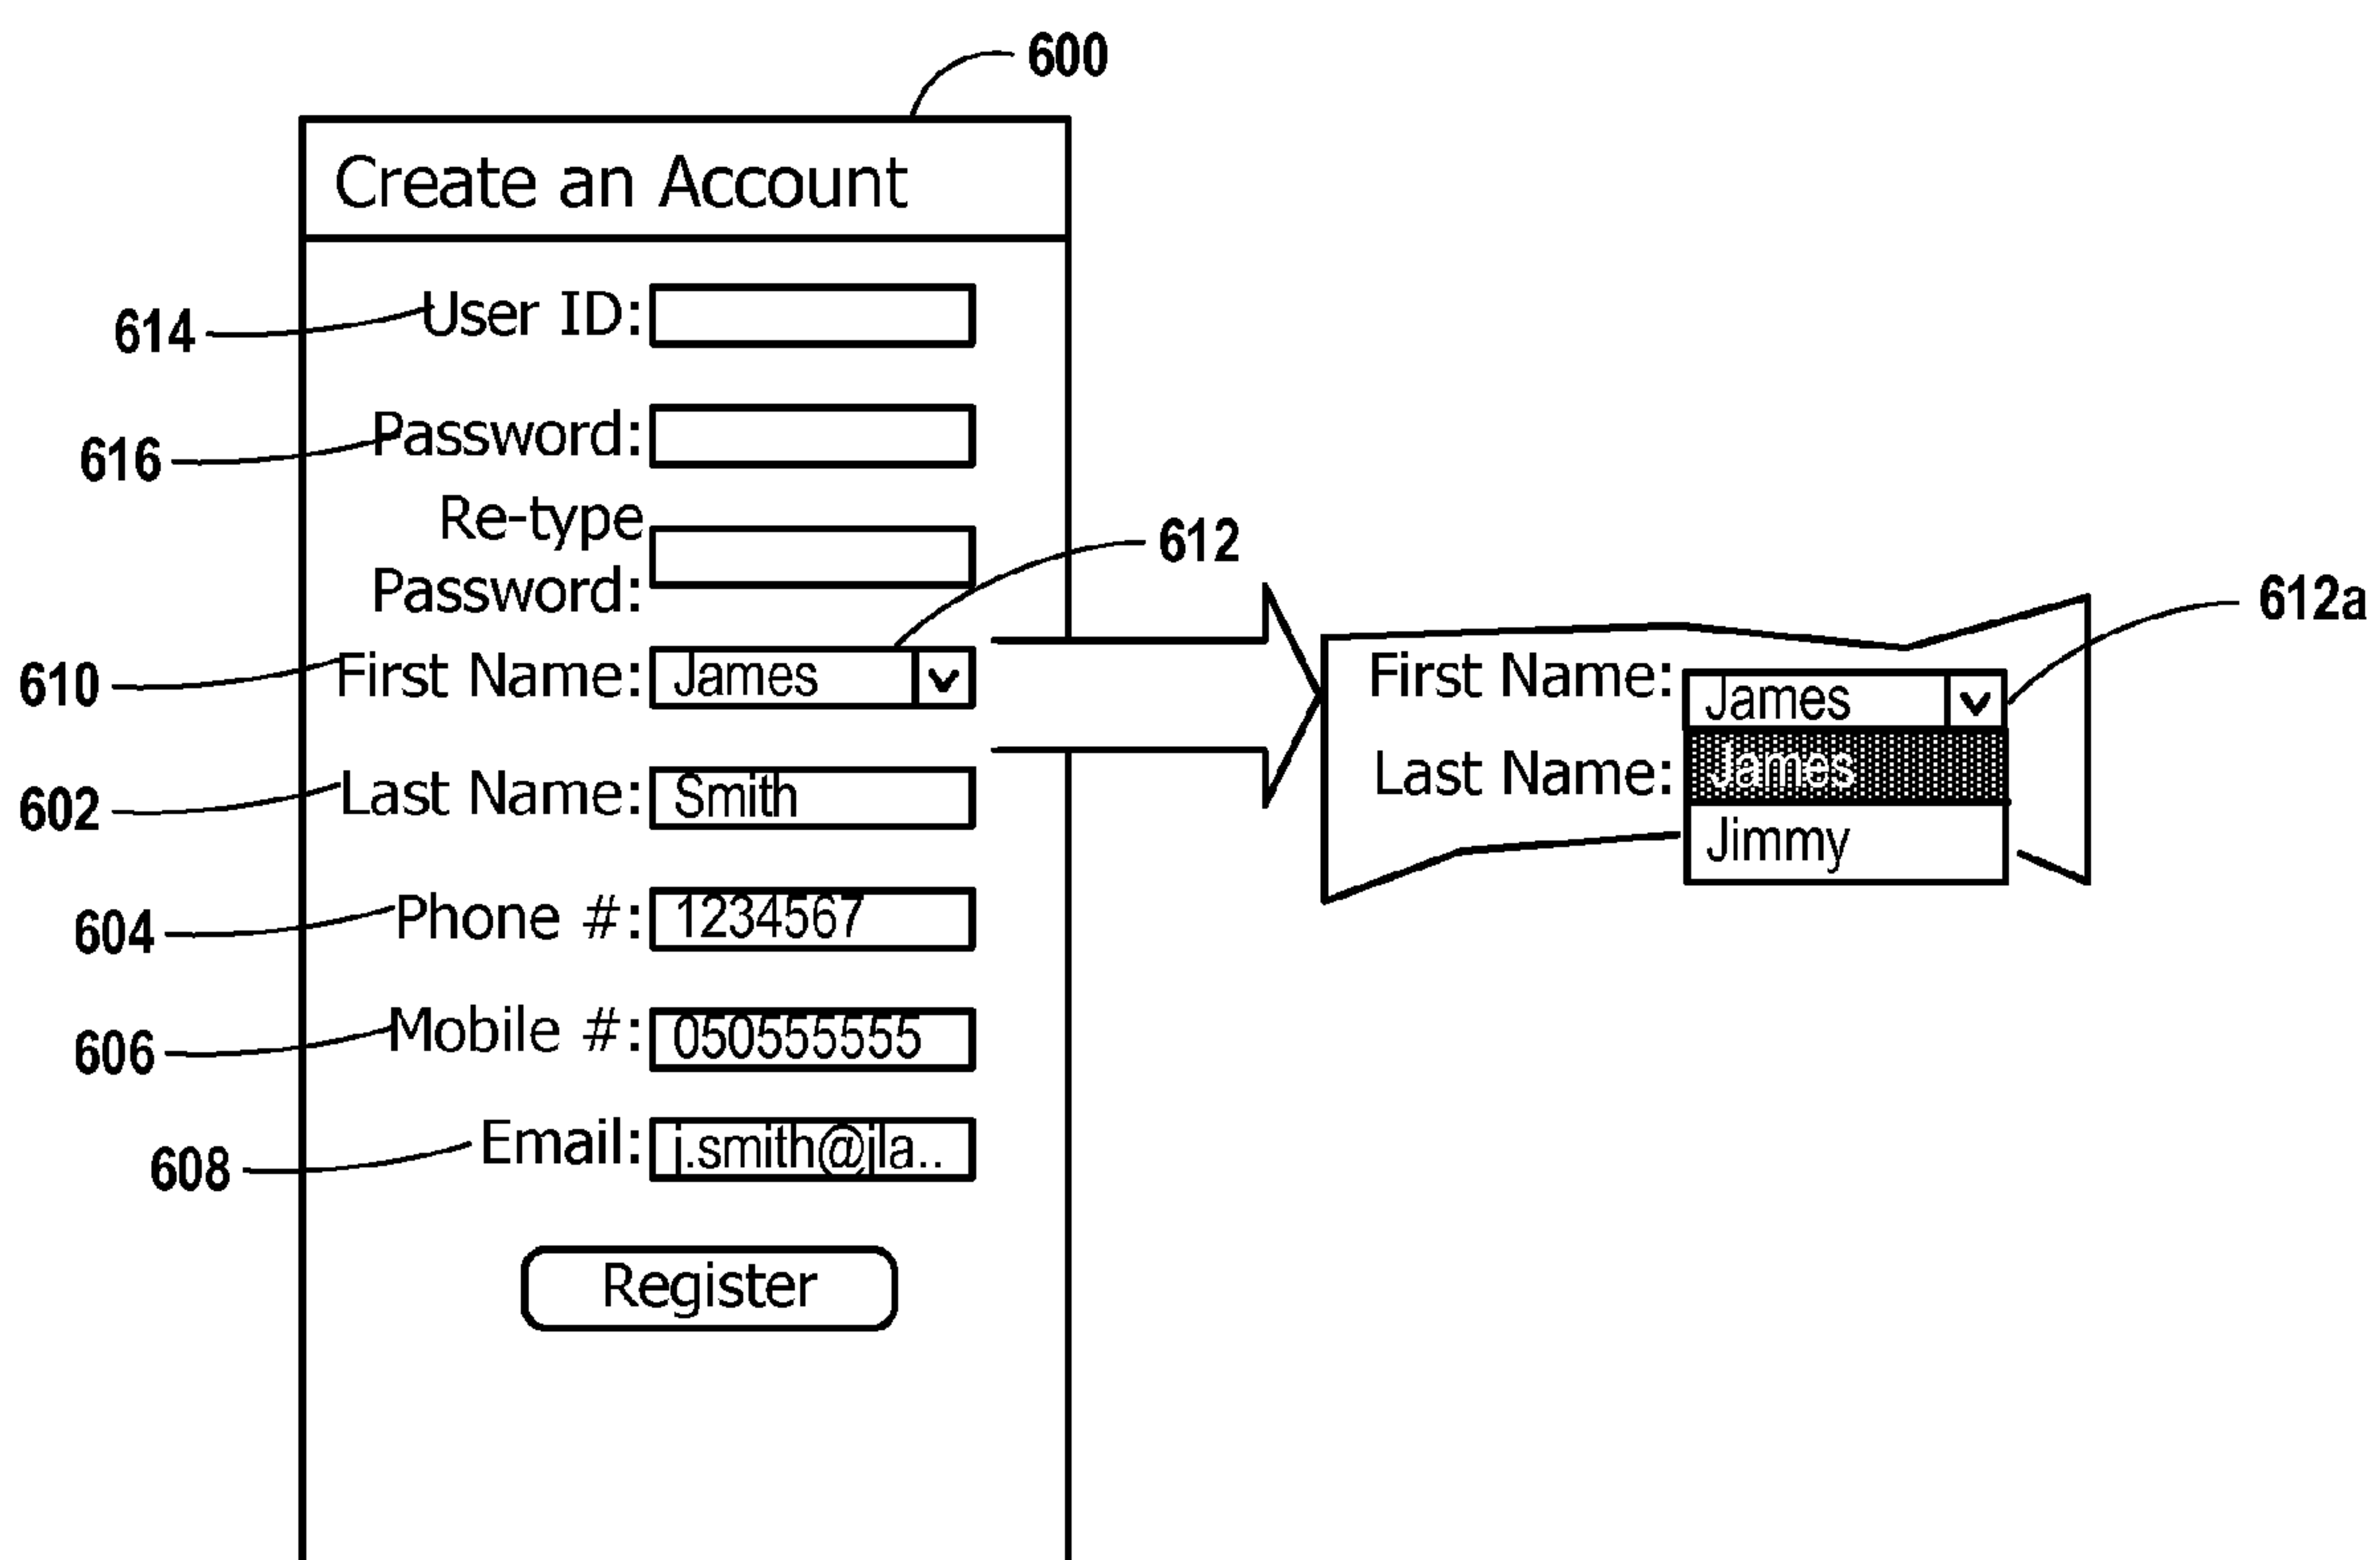 600
Create an Account
614 User ID:
616 Password:
Re-type
Password:
612
610 First Name: James
602 Last Name: Smith
604 Phone #: 1234567
606 Mobile #: 050555555
608 Email: j.smith@jla..
Register
612a
First Name: James
Last Name: James
Jimmy